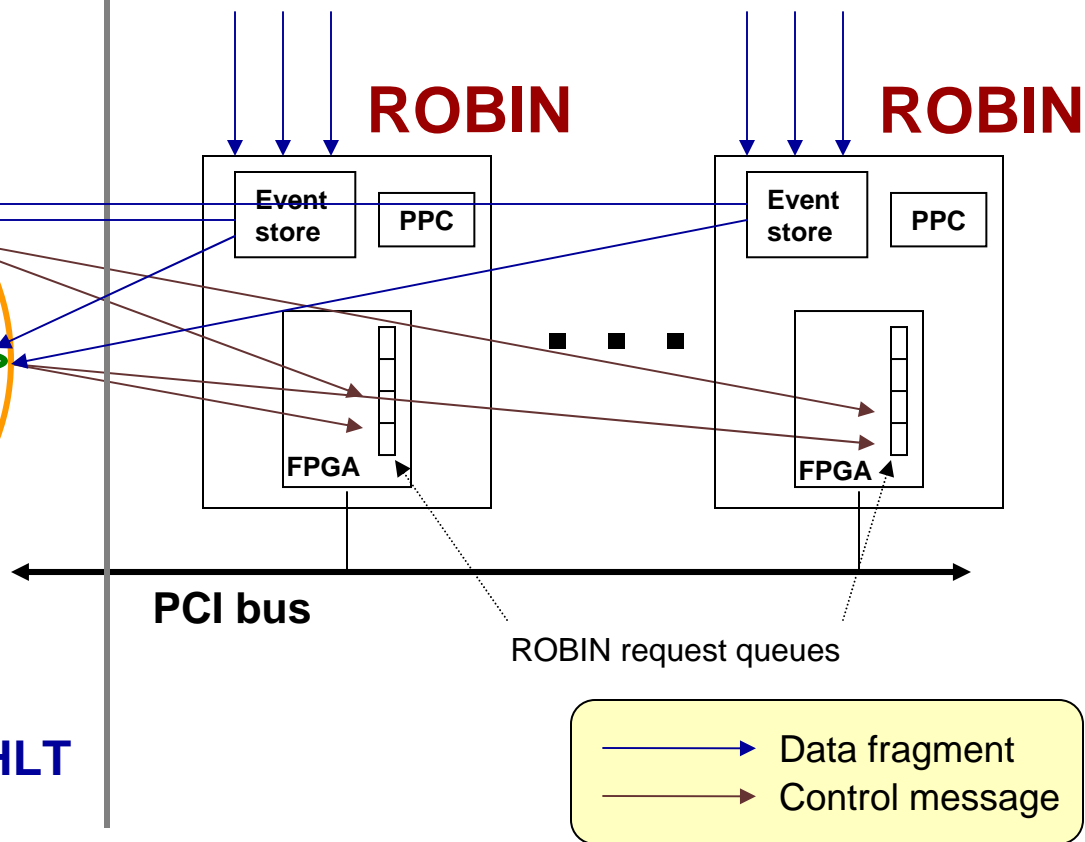 ROBIN
ROBIN
Event
store
PPC
Event
store
PPC
FPGA
FPGA
PCI bus
ROBIN request queues
HLT
Data fragment
Control message